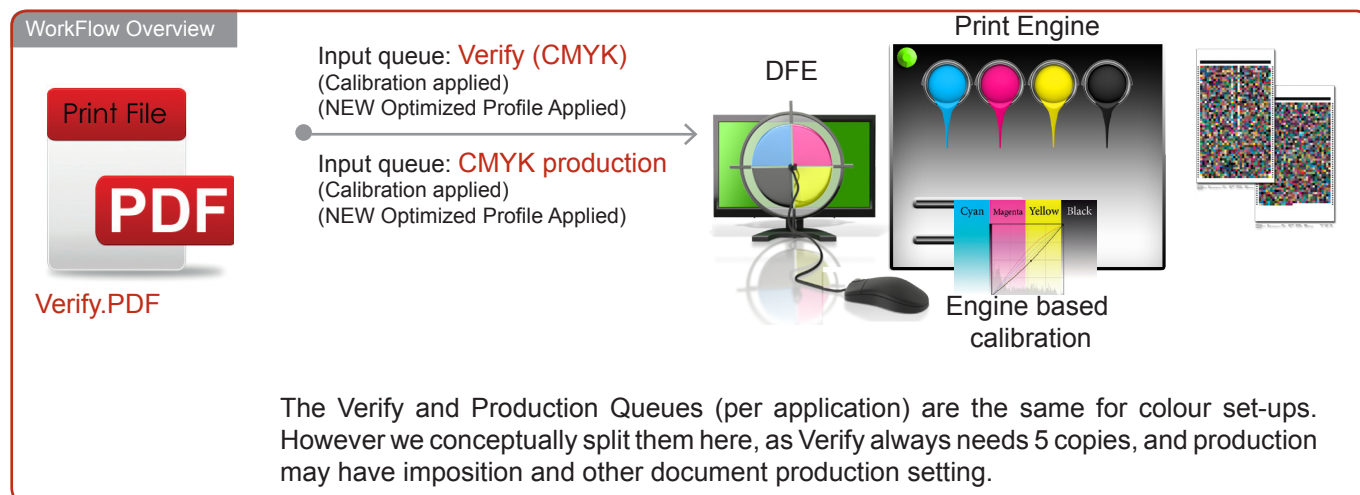 WorkFlow Overview
Print File
PDF
Verify.PDF
Input queue: Verify (CMYK)
(Calibration applied)
(NEW Optimized Profile Applied)
Input queue: CMYK production
(Calibration applied)
(NEW Optimized Profile Applied)
DFE
Print Engine
Cyan Magenta Yellow Black
Engine based
calibration
The Verify and Production Queues (per application) are the same for colour set-ups.
However we conceptually split them here, as Verify always needs 5 copies, and production
may have imposition and other document production setting.